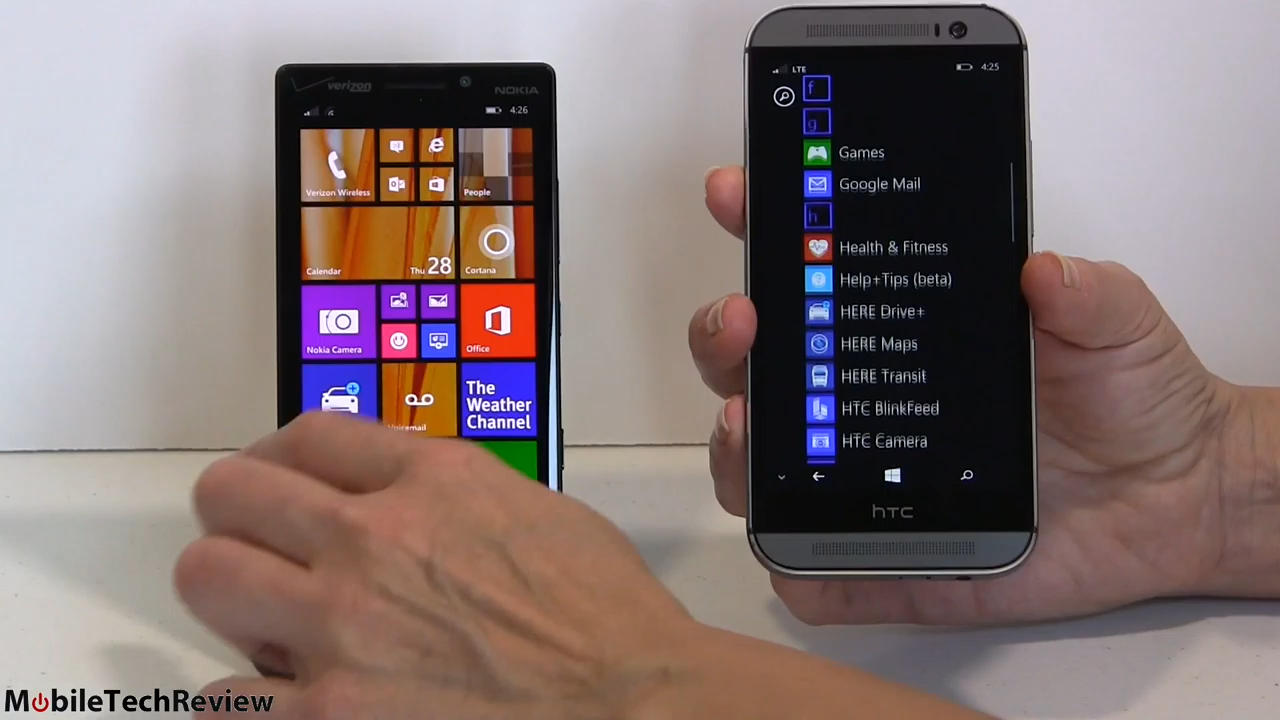 verizon
NOKIA
4:26
Verizon Wireless
People
Calendar
Thu 28
Cortana
Nokia Camera
Office
Voicemail
The
Weather
Channel
LTE
4:25
f
g
Games
Google Mail
h
Health & Fitness
Help+Tips (beta)
HERE Drive+
HERE Maps
HERE Transit
HTC BlinkFeed
HTC Camera
hTC
MobileTechReview